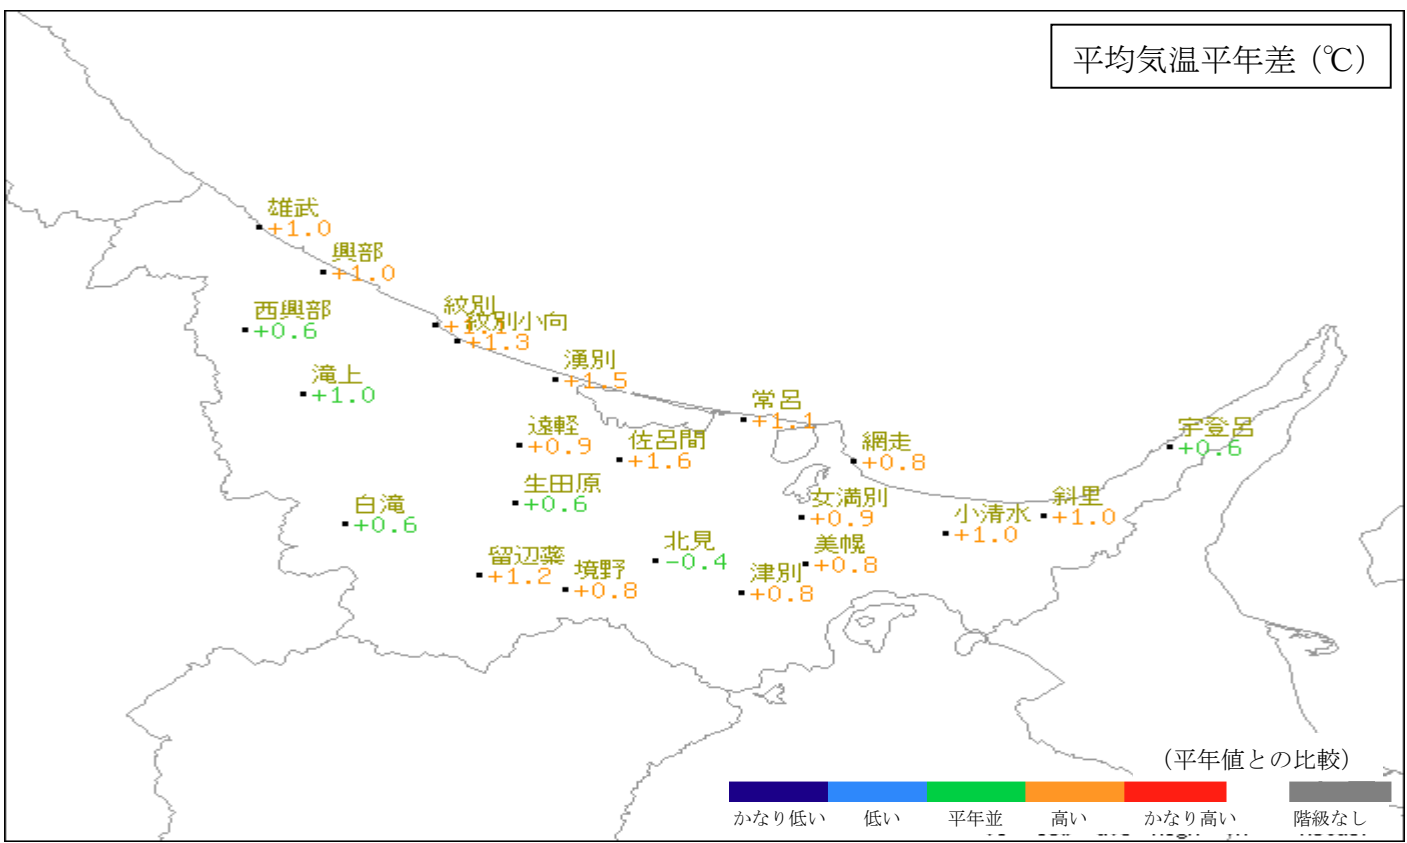 平均気温平年差（℃）
雄武
+1.0
興部
+1.0
西興部
+0.6
紋別
+1.1
紋別小向
+1.3
湧別
+1.5
滝上
+1.0
常呂
+1.1
遠軽
+0.9
佐呂間
+1.6
網走
+0.8
宇登呂
+0.6
生田原
+0.6
白滝
+0.6
女満別
+0.9
斜里
+1.0
小清水
+1.0
北見
-0.4
美幌
+0.8
留辺蘂
+1.2
境野
+0.8
津別
+0.8
（平年値との比較）
かなり低い 低い 平年並 高い かなり高い 階級なし